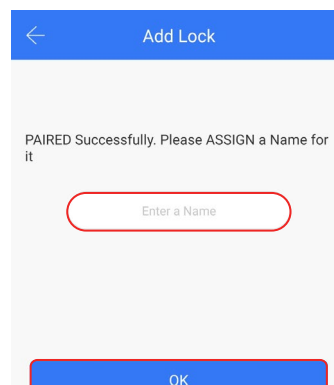 Add Lock
PAIRED Successfully. Please ASSIGN a Name for
it
Enter a Name
OK